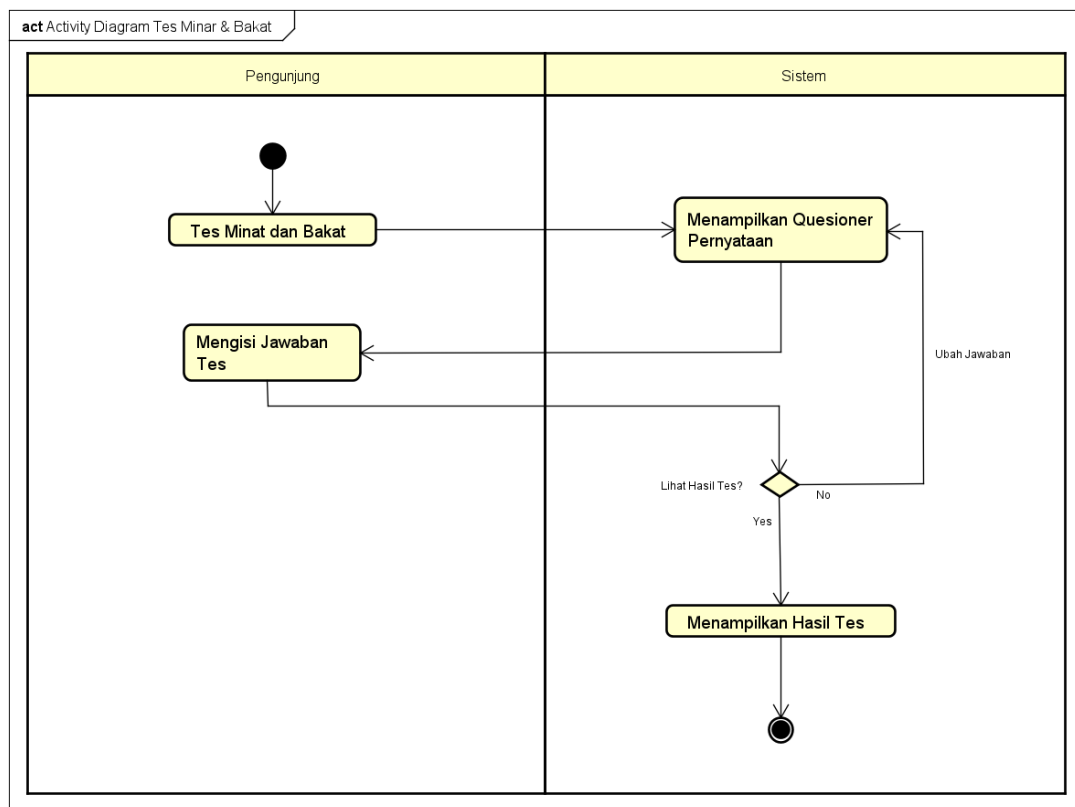 act Activity Diagram Tes Minar & Bakat
Pengunjung
Sistem
Tes Minat dan Bakat
Menampilkan Quesioner
Pernyataan
Mengisi Jawaban
Tes
Ubah Jawaban
Lihat Hasil Tes?
No
Yes
Menampilkan Hasil Tes